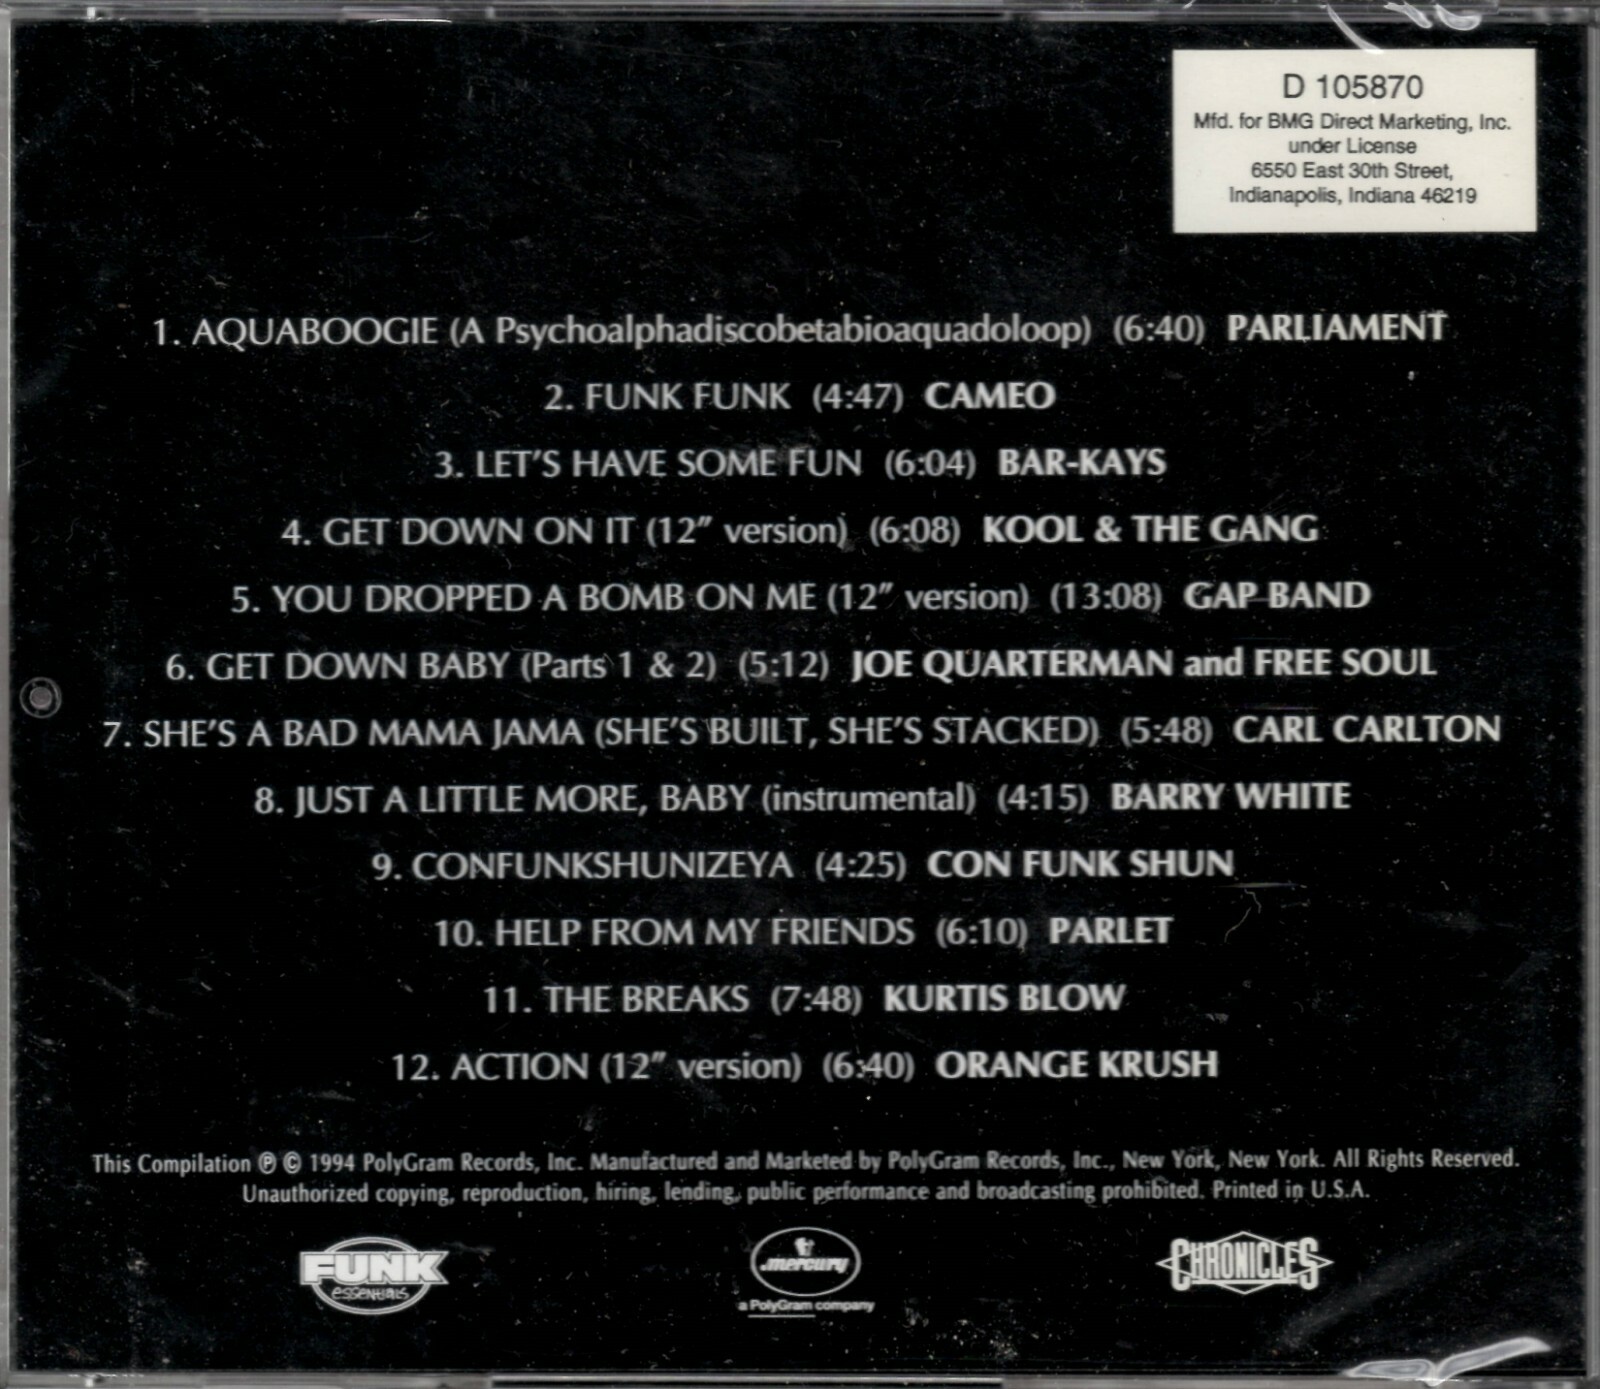 D 105870
Mfd. for BMG Direct Marketing, Inc.
under License
6550 East 30th Street,
Indianapolis, Indiana 46219
1. AQUABOOGIE (A Psychoalphadiscobetabioaquadoloop) (6:40) PARLIAMENT
2. FUNK FUNK (4:47) CAMEO
3. LET'S HAVE SOME FUN (6:04) BAR-KAYS
4. GET DOWN ON IT (12" version) (6:08) KOOL & THE GANG
5. YOU DROPPED A BOMB ON ME (12" version) (13:08) GAP BAND
6. GET DOWN BABY (Parts 1 & 2) (5:12) JOE QUARTERMAN and FREE SOUL
7. SHE'S A BAD MAMA JAMA (SHE'S BUILT, SHE'S STACKED) (5:48) CARL CARLTON
8. JUST A LITTLE MORE, BABY (instrumental) (4:15) BARRY WHITE
9. CONFUNKSHUNIZEYA (4:25) CON FUNK SHUN
10. HELP FROM MY FRIENDS (6:10) PARLET
11. THE BREAKS (7:48) KURTIS BLOW
12. ACTION (12" version) (6:40) ORANGE KRUSH
This Compilation ℗ © 1994 PolyGram Records, Inc. Manufactured and Marketed by PolyGram Records, Inc., New York, New York. All Rights Reserved.
Unauthorized copying, reproduction, hiring, lending, public performance and broadcasting prohibited. Printed in U.S.A.
FUNK
essentials
mercury
a PolyGram company
CHRONICLES